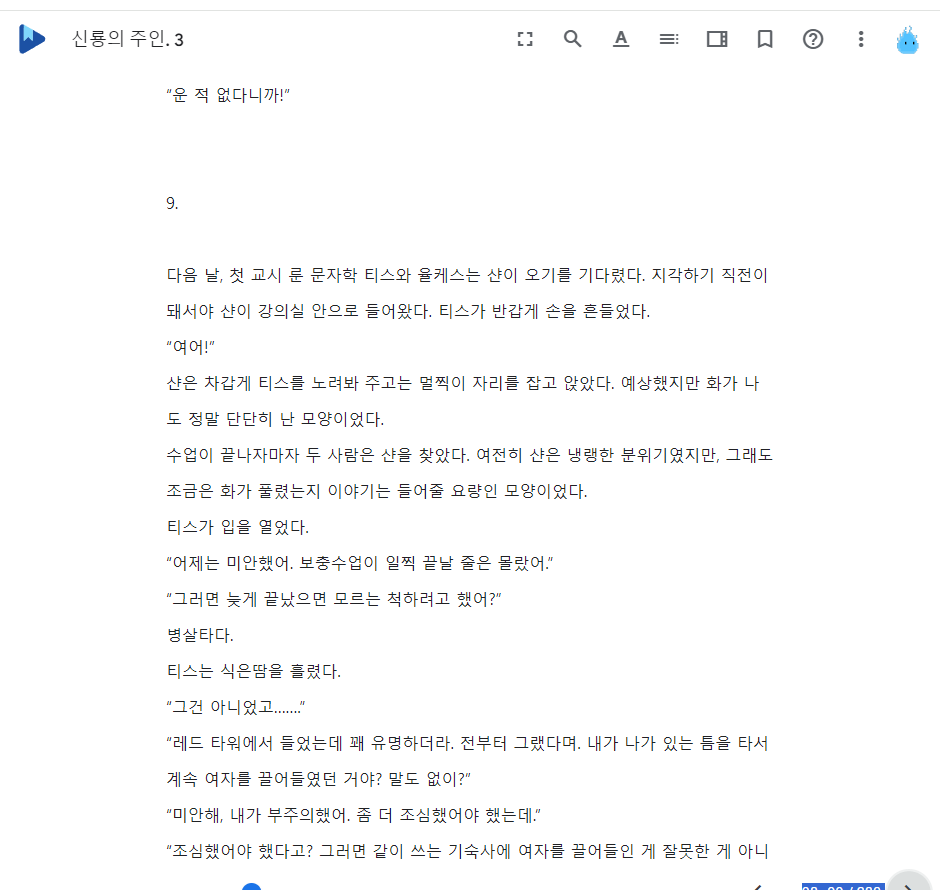 신룡의 주인. 3
“운 적 없다니까!”
9.
다음 날, 첫 교시 룬 문자학 티스와 율케스는 샨이 오기를 기다렸다. 지각하기 직전이
돼서야 샨이 강의실 안으로 들어왔다. 티스가 반갑게 손을 흔들었다.
“여어!”
샨은 차갑게 티스를 노려봐 주고는 멀찍이 자리를 잡고 앉았다. 예상했지만 화가 나
도 정말 단단히 난 모양이었다.
수업이 끝나자마자 두 사람은 샨을 찾았다. 여전히 샨은 냉랭한 분위기였지만, 그래도
조금은 화가 풀렸는지 이야기는 들어줄 요량인 모양이었다.
티스가 입을 열었다.
“어제는 미안했어. 보충수업이 일찍 끝날 줄은 몰랐어.”
“그러면 늦게 끝났으면 모르는 척하려고 했어?”
병살타다.
티스는 식은땀을 흘렸다.
“그건 아니었고…….”
“레드 타워에서 들었는데 꽤 유명하더라. 전부터 그랬다며. 내가 나가 있는 틈을 타서
계속 여자를 끌어들였던 거야? 말도 없이?”
“미안해, 내가 부주의했어. 좀 더 조심했어야 했는데.”
“조심했어야 했다고? 그러면 같이 쓰는 기숙사에 여자를 끌어들인 게 잘못한 게 아니